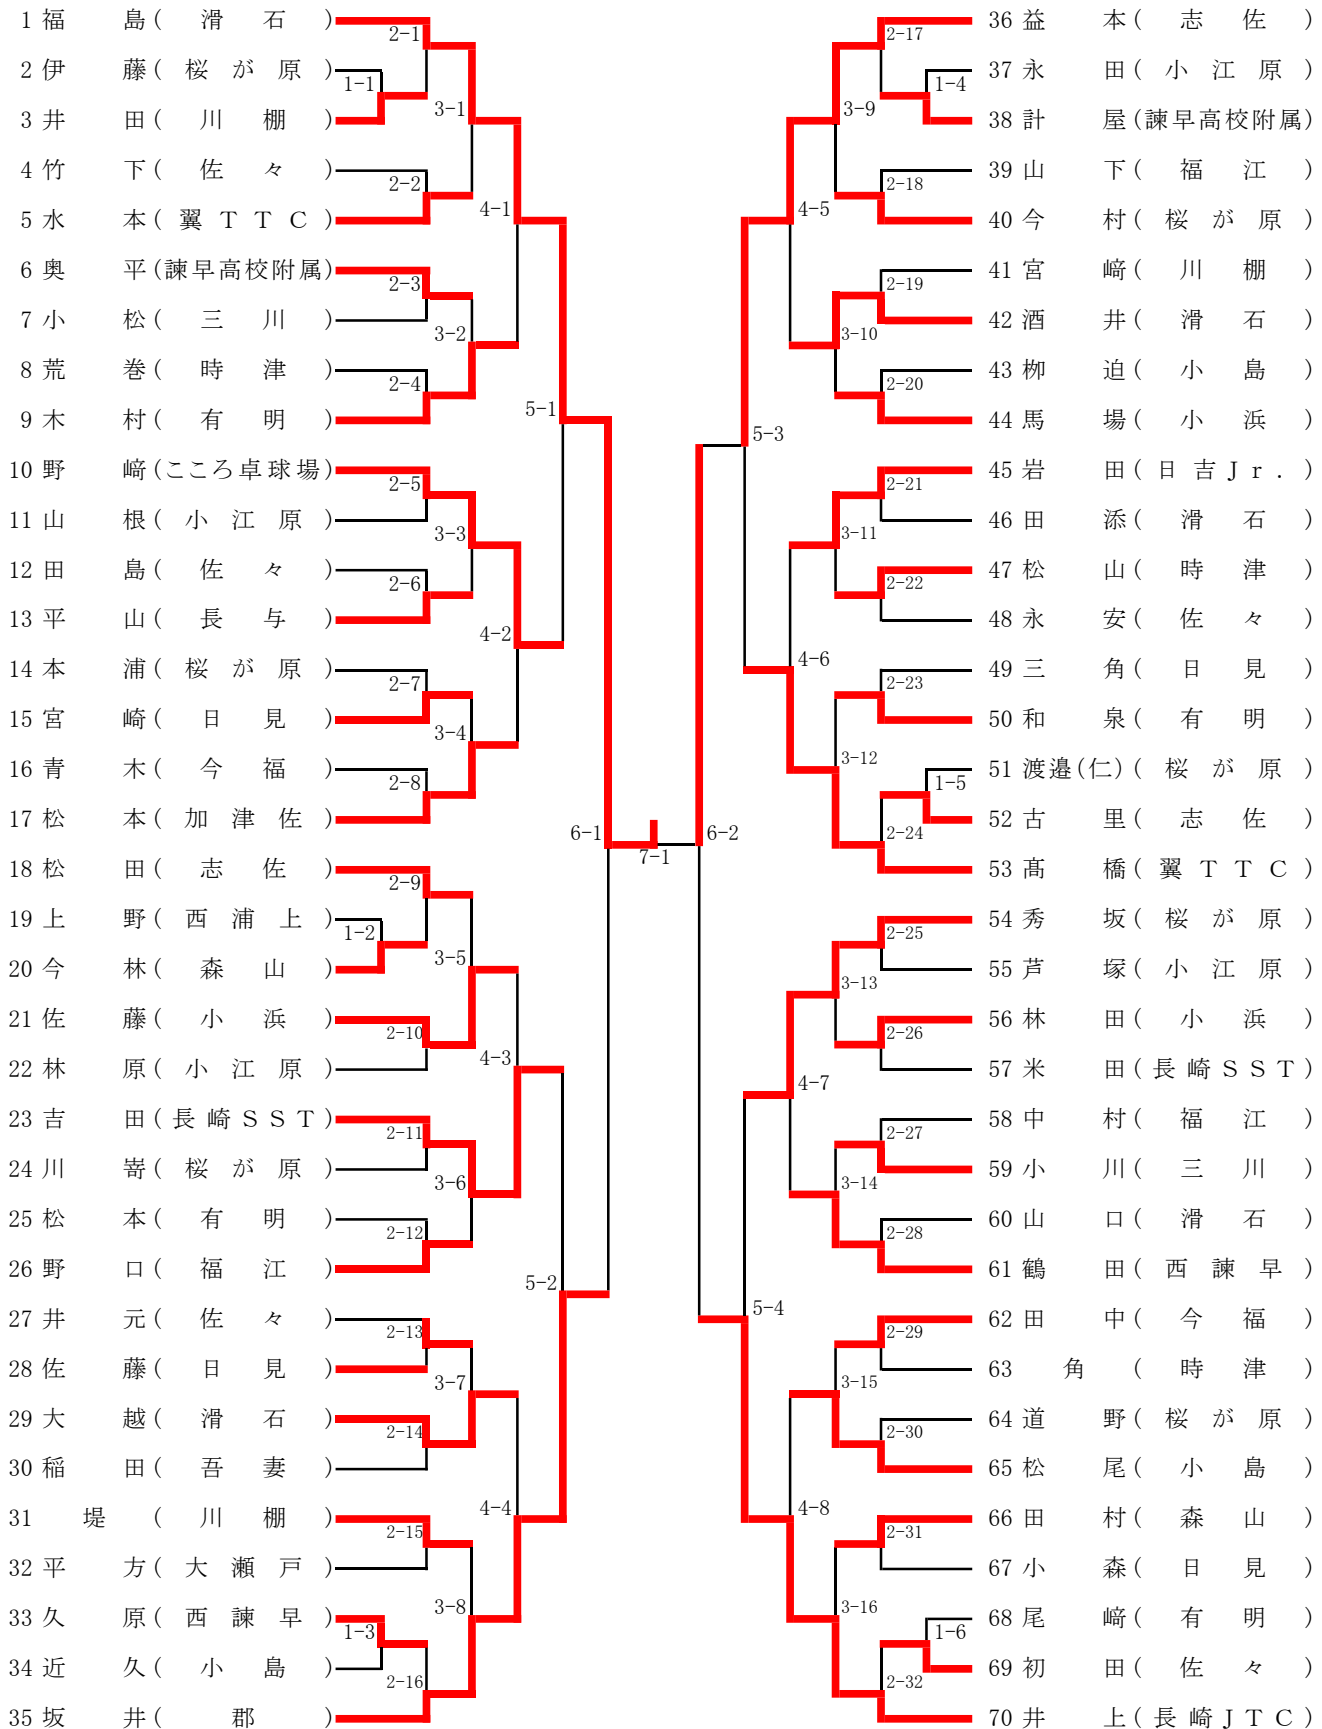 1 福島(滑石)
2 伊藤(桜が原)
3 井田(川棚)
4 竹下(佐々)
5 水本(翼TTC)
6 奥平(諫早高校附属)
7 小松(三川)
8 荒巻(時津)
9 木村(有明)
10 野﨑(こころ卓球場)
11 山根(小江原)
12 田島(佐々)
13 平山(長与)
14 本浦(桜が原)
15 宮崎(日見)
16 青木(今福)
17 松本(加津佐)
18 松田(志佐)
19 上野(西浦上)
20 今林(森山)
21 佐藤(小浜)
22 林原(小江原)
23 吉田(長崎SST)
24 川嵜(桜が原)
25 松本(有明)
26 野口(福江)
27 井元(佐々)
28 佐藤(日見)
29 大越(滑石)
30 稲田(吾妻)
31 堤(川棚)
32 平方(大瀬戸)
33 久原(西諫早)
34 近久(小島)
35 坂井(郡)
1-1
1-2
1-3
2-1
2-2
2-3
2-4
2-5
2-6
2-7
2-8
2-9
2-10
2-11
2-12
2-13
2-14
2-15
2-16
3-1
3-2
3-3
3-4
3-5
3-6
3-7
3-8
4-1
4-2
4-3
4-4
5-1
5-2
6-1
7-1
6-2
5-3
5-4
4-5
4-6
4-7
4-8
3-9
3-10
3-11
3-12
3-13
3-14
3-15
3-16
2-17
2-18
2-19
2-20
2-21
2-22
2-23
2-24
2-25
2-26
2-27
2-28
2-29
2-30
2-31
2-32
1-4
1-5
1-6
36 益本(志佐)
37 永田(小江原)
38 計屋(諫早高校附属)
39 山下(福江)
40 今村(桜が原)
41 宮﨑(川棚)
42 酒井(滑石)
43 栁迫(小島)
44 馬場(小浜)
45 岩田(日吉Jr.)
46 田添(滑石)
47 松山(時津)
48 永安(佐々)
49 三角(日見)
50 和泉(有明)
51 渡邉(仁)(桜が原)
52 古里(志佐)
53 髙橋(翼TTC)
54 秀坂(桜が原)
55 芦塚(小江原)
56 林田(小浜)
57 米田(長崎SST)
58 中村(福江)
59 小川(三川)
60 山口(滑石)
61 鶴田(西諫早)
62 田中(今福)
63 角(時津)
64 道野(桜が原)
65 松尾(小島)
66 田村(森山)
67 小森(日見)
68 尾﨑(有明)
69 初田(佐々)
70 井上(長崎JTC)